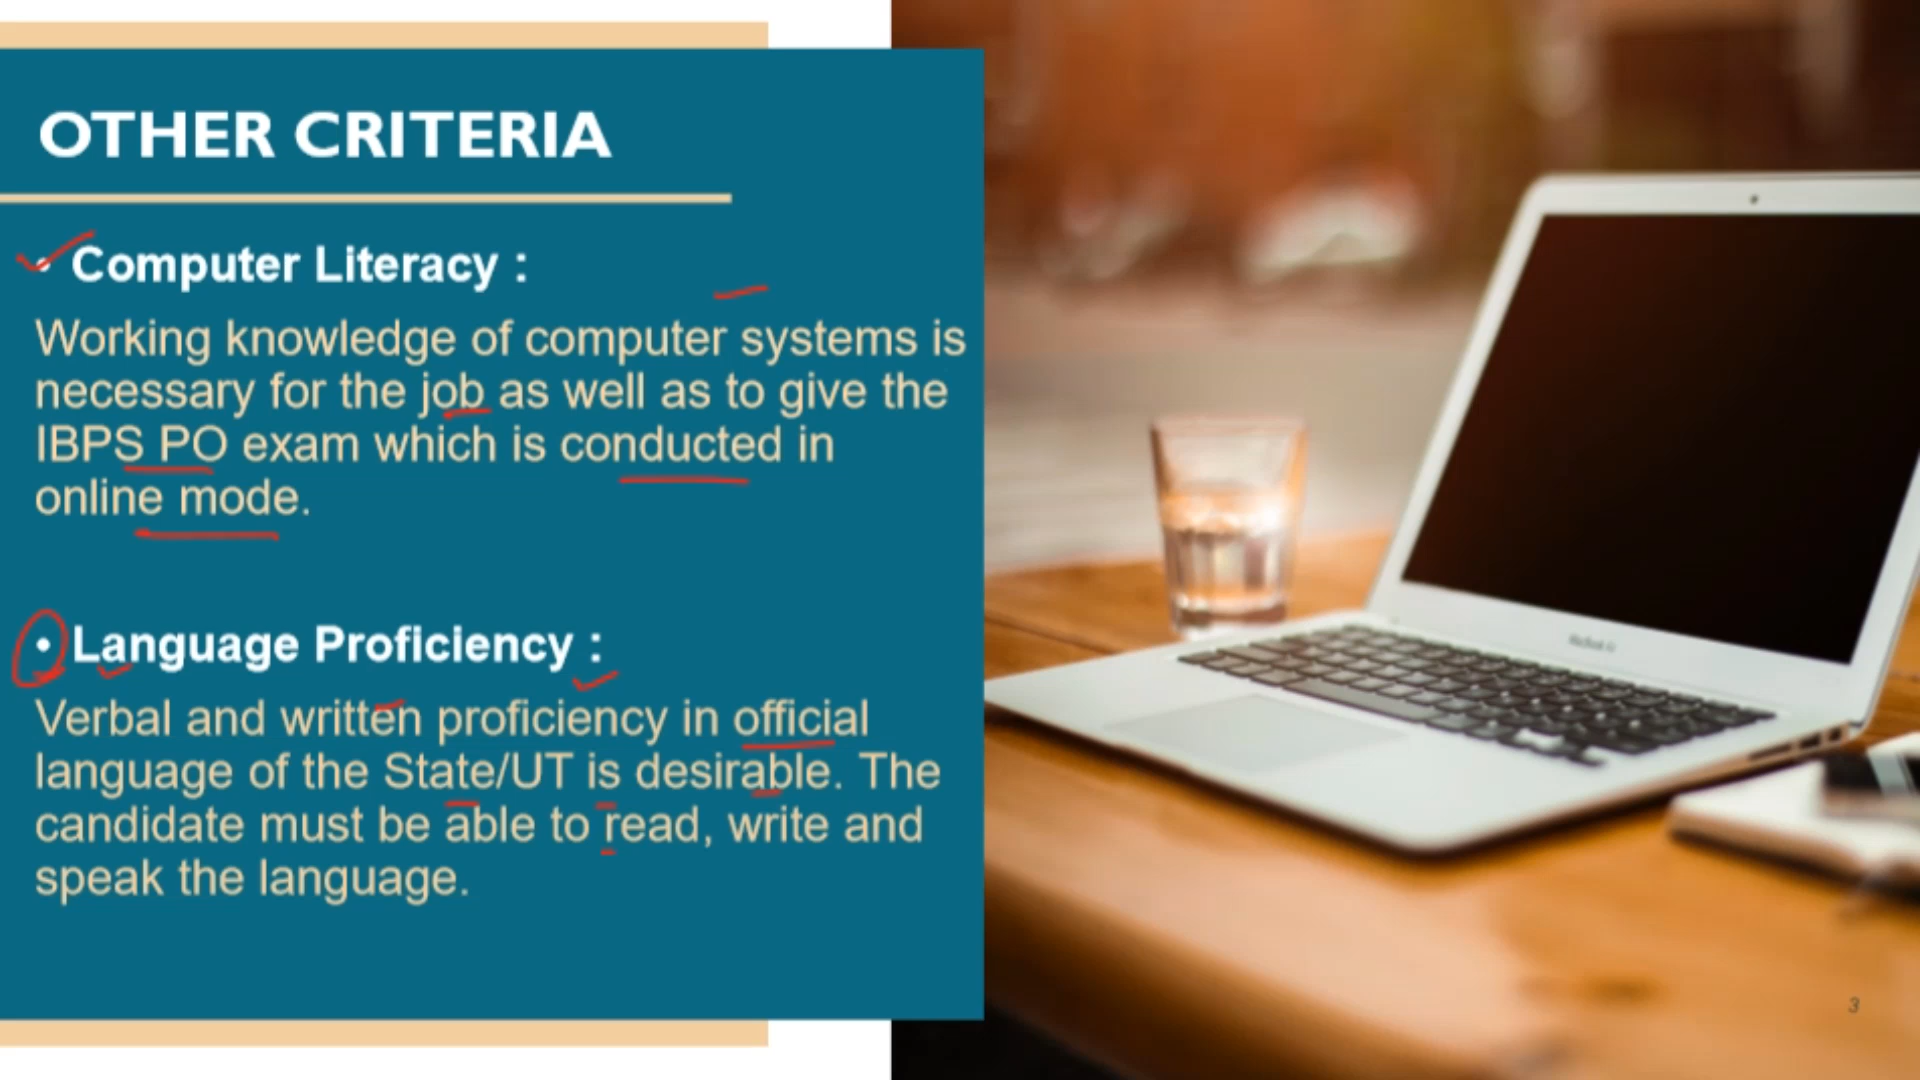 OTHER CRITERIA
• Computer Literacy :
Working knowledge of computer systems is
necessary for the job as well as to give the
IBPS PO exam which is conducted in
online mode.
• Language Proficiency :
Verbal and written proficiency in official
language of the State/UT is desirable. The
candidate must be able to read, write and
speak the language.
3